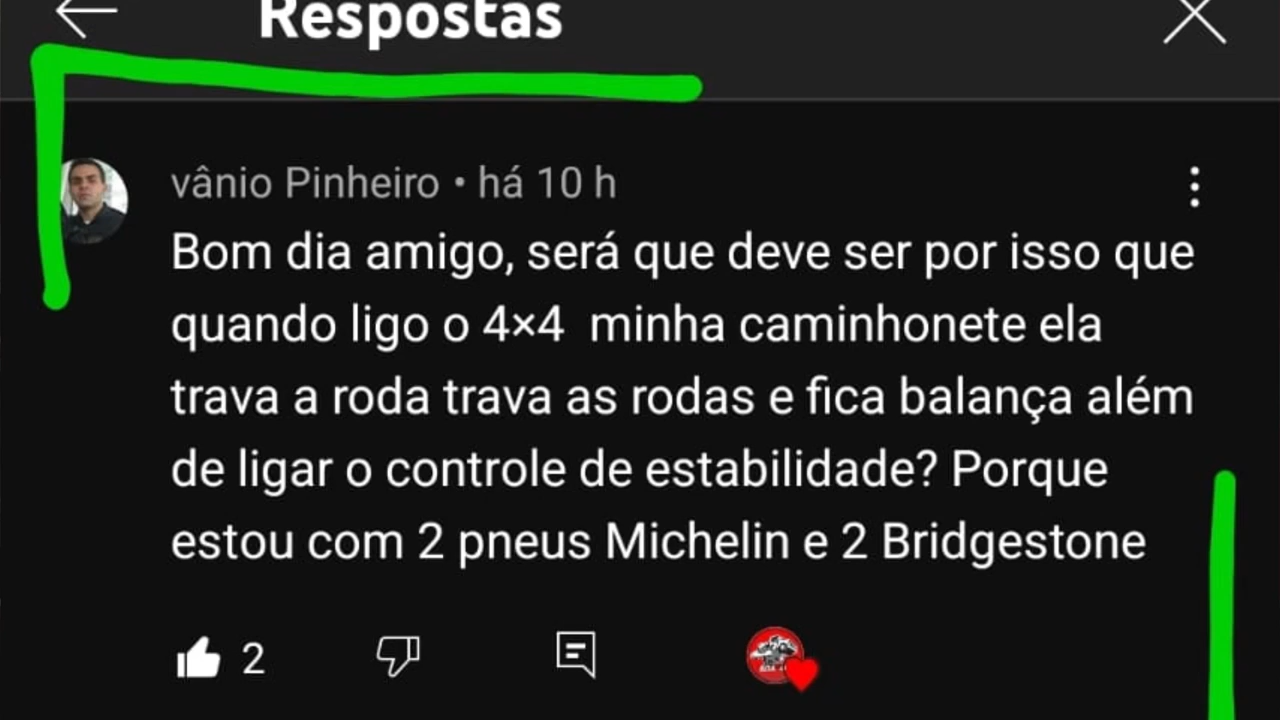 Respostas
vânio Pinheiro • há 10 h
Bom dia amigo, será que deve ser por isso que
quando ligo o 4×4 minha caminhonete ela
trava a roda trava as rodas e fica balança além
de ligar o controle de estabilidade? Porque
estou com 2 pneus Michelin e 2 Bridgestone
2